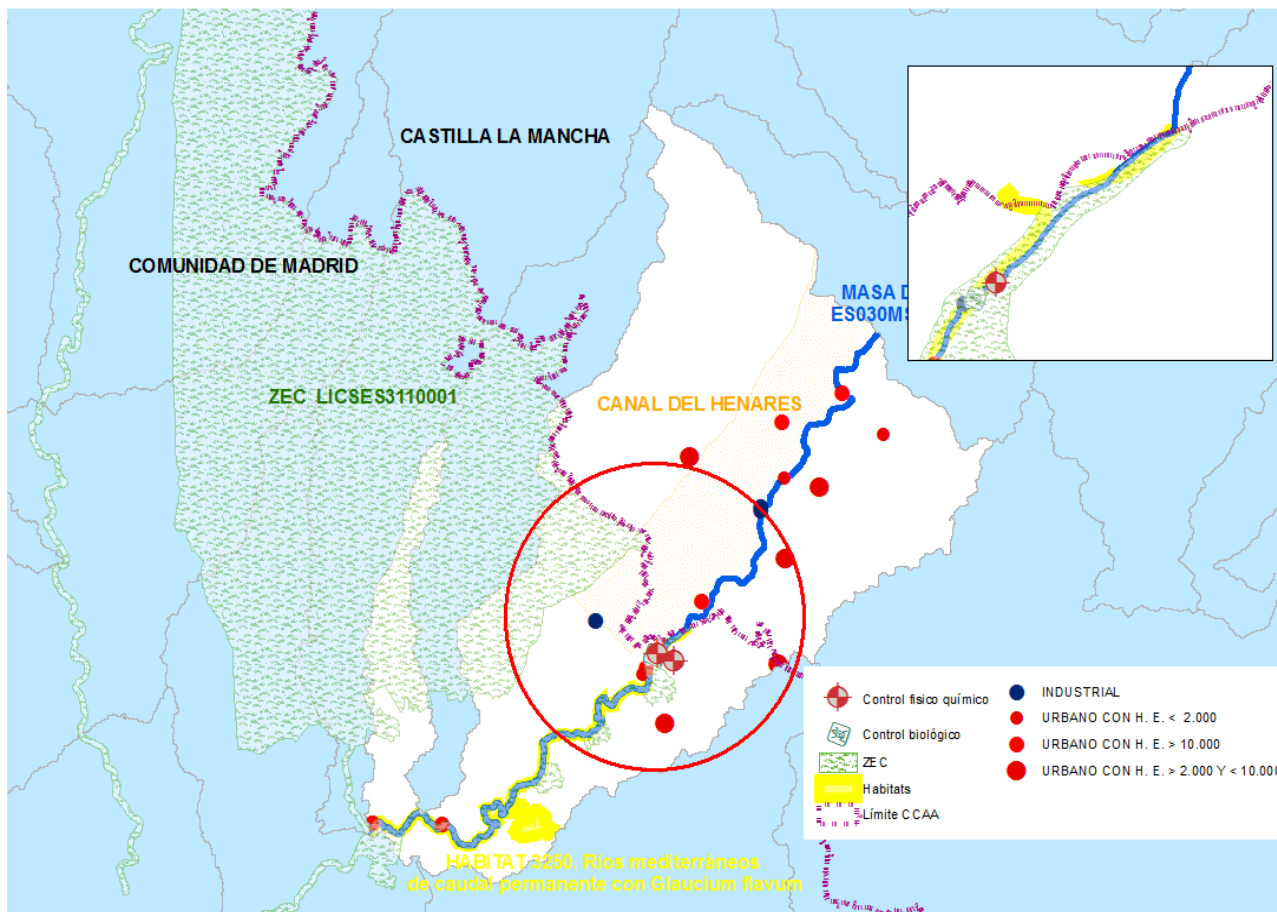 CASTILLA LA MANCHA
COMUNIDAD DE MADRID
MASA D
ES030MS
ZEC LICSES3110001
CANAL DEL HENARES
Control fisico químico
Control biológico
ZEC
Habitats
Límite CCAA
INDUSTRIAL
URBANO CON H. E. < 2.000
URBANO CON H. E. > 10.000
URBANO CON H. E. > 2.000 Y < 10.000
HABITAT 3250. Rios mediterráneos
de caudal permanente con Glaucium flavum